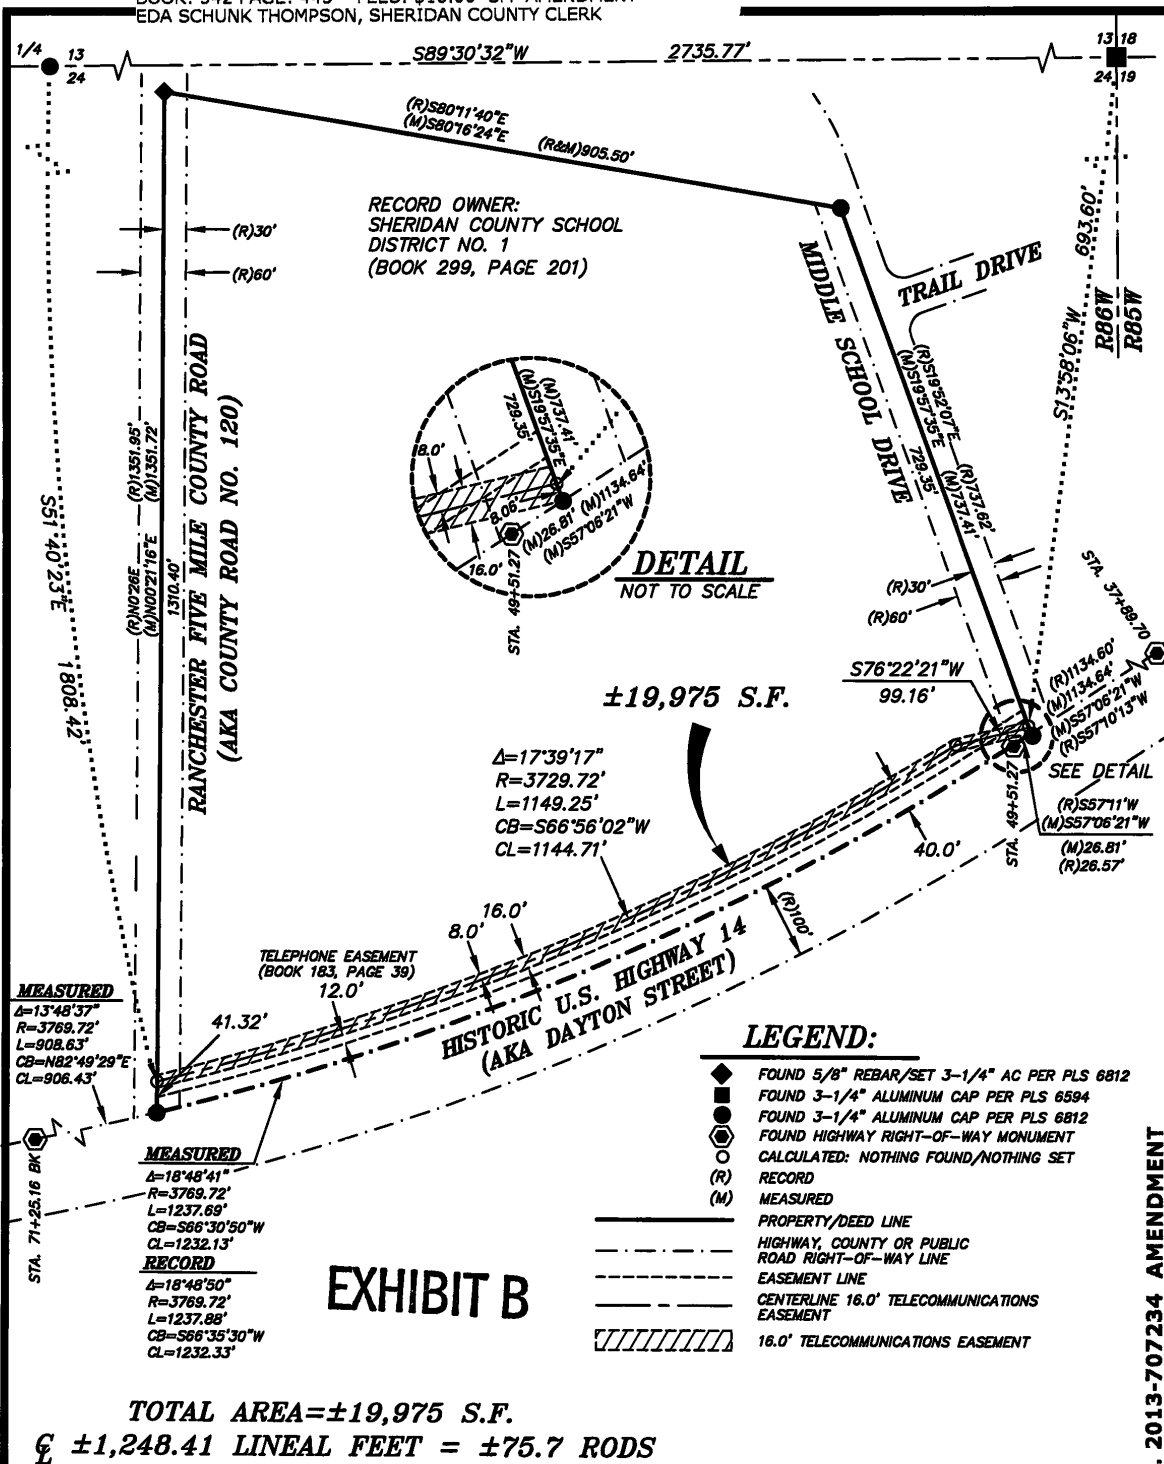 EDA SCHUNK THOMPSON, SHERIDAN COUNTY CLERK
1/4
13
24
S89°30'32"W 2735.77'
13 18
24 19
(R)S80°11'40"E
(M)S80°16'24"E
(R&M)905.50'
RECORD OWNER:
SHERIDAN COUNTY SCHOOL
DISTRICT NO. 1
(BOOK 299, PAGE 201)
(R)30'
(R)60'
MIDDLE SCHOOL DRIVE
TRAIL DRIVE
693.60'
S13°58'06"W
R86W
R85W
(R)S19°52'07"E
(M)S19°57'35"E
729.35'
(R)737.62'
(M)737.41'
RANCHESTER FIVE MILE COUNTY ROAD
(AKA COUNTY ROAD NO. 120)
(R)1351.95'
(M)1351.72'
(R)N0°26E
(M)N00°21'16"E
1310.40'
S51°40'23"E
1808.42'
(M)737.41'
(M)S19°57'35"E
729.35'
8.0'
8.06'
16.0'
(M)26.81'
(M)1134.64'
(M)S57°06'21"W
STA. 49+51.27
DETAIL
NOT TO SCALE
(R)30'
(R)60'
STA. 37+89.70
S76°22'21"W
99.16'
(R)1134.60'
(M)1134.64'
(M)S57°06'21"W
(R)S57°10'13"W
±19,975 S.F.
SEE DETAIL
STA. 49+51.27
(R)S57°11'W
(M)S57°06'21"W
(M)26.81'
(R)26.57'
Δ=17°39'17"
R=3729.72'
L=1149.25'
CB=S66°56'02"W
CL=1144.71'
40.0'
(R)100'
16.0'
8.0'
TELEPHONE EASEMENT
(BOOK 183, PAGE 39)
12.0'
HISTORIC U.S. HIGHWAY 14
(AKA DAYTON STREET)
MEASURED
Δ=13°48'37"
R=3769.72'
L=908.63'
CB=N82°49'29"E
CL=906.43'
41.32'
STA. 71+25.16 BK
MEASURED
Δ=18°48'41"
R=3769.72'
L=1237.69'
CB=S66°30'50"W
CL=1232.13'
RECORD
Δ=18°48'50"
R=3769.72'
L=1237.88'
CB=S66°35'30"W
CL=1232.33'
EXHIBIT B
LEGEND:
FOUND 5/8" REBAR/SET 3-1/4" AC PER PLS 6812
FOUND 3-1/4" ALUMINUM CAP PER PLS 6594
FOUND 3-1/4" ALUMINUM CAP PER PLS 6812
FOUND HIGHWAY RIGHT-OF-WAY MONUMENT
CALCULATED: NOTHING FOUND/NOTHING SET
(R) RECORD
(M) MEASURED
PROPERTY/DEED LINE
HIGHWAY, COUNTY OR PUBLIC
ROAD RIGHT-OF-WAY LINE
EASEMENT LINE
CENTERLINE 16.0' TELECOMMUNICATIONS
EASEMENT
16.0' TELECOMMUNICATIONS EASEMENT
TOTAL AREA=±19,975 S.F.
℄ ±1,248.41 LINEAL FEET = ±75.7 RODS
. 2013-707234 AMENDMENT